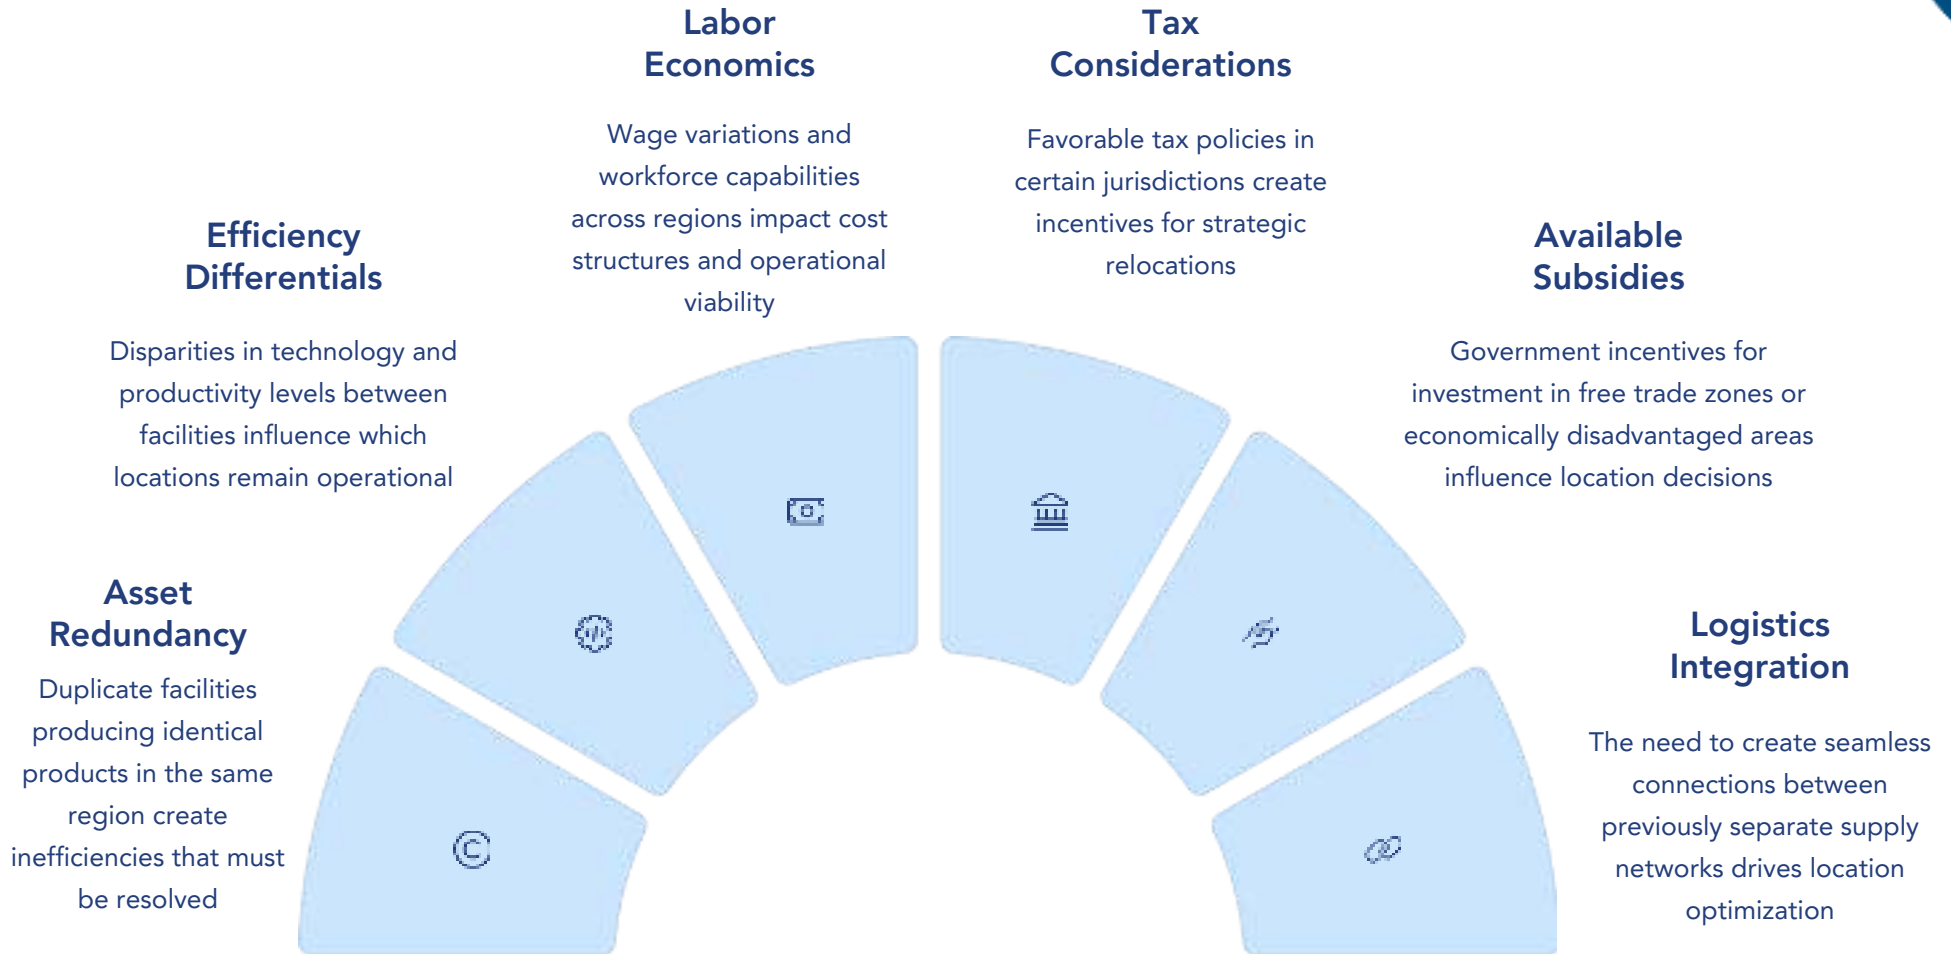 Asset
Redundancy
Duplicate facilities
producing identical
products in the same
region create
inefficiencies that must
be resolved
Efficiency
Differentials
Disparities in technology and
productivity levels between
facilities influence which
locations remain operational
Labor
Economics
Wage variations and
workforce capabilities
across regions impact cost
structures and operational
viability
Tax
Considerations
Favorable tax policies in
certain jurisdictions create
incentives for strategic
relocations
Available
Subsidies
Government incentives for
investment in free trade zones or
economically disadvantaged areas
influence location decisions
Logistics
Integration
The need to create seamless
connections between
previously separate supply
networks drives location
optimization